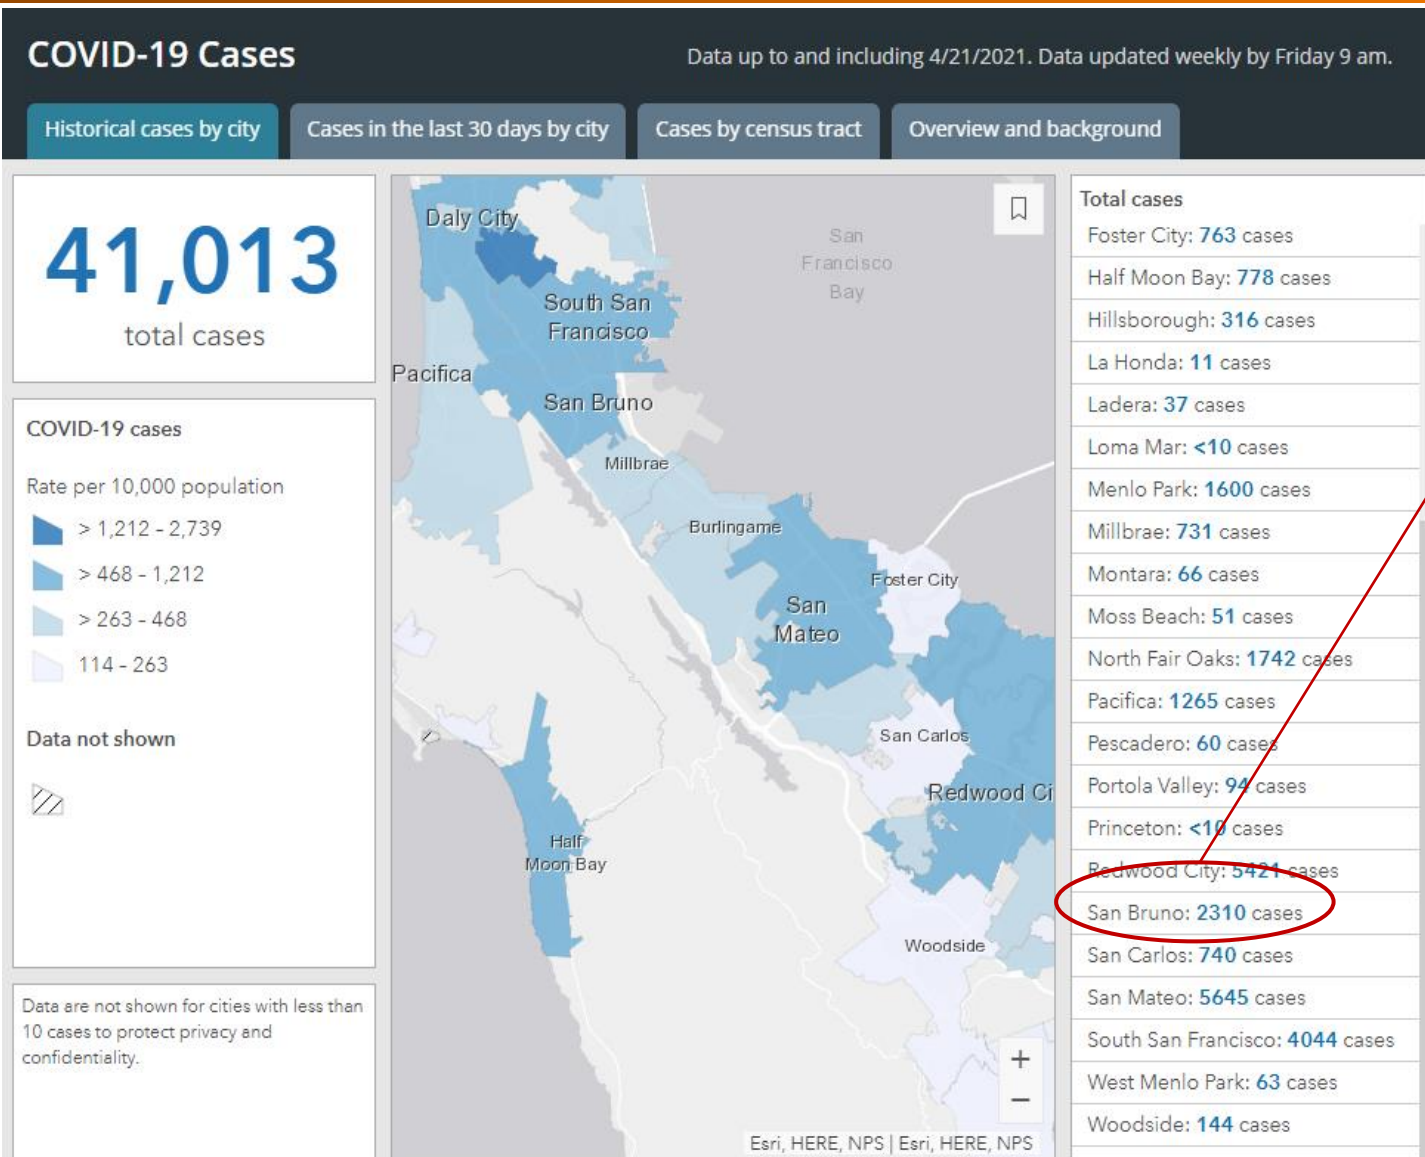 COVID-19 Cases
Data up to and including 4/21/2021. Data updated weekly by Friday 9 am.
Historical cases by city
Cases in the last 30 days by city
Cases by census tract
Overview and background
41,013
total cases
COVID-19 cases
Rate per 10,000 population
> 1,212 - 2,739
> 468 - 1,212
> 263 - 468
114 - 263
Data not shown
Data are not shown for cities with less than
10 cases to protect privacy and
confidentiality.
Daly City
San
Francisco
Bay
South San
Francisco
Pacifica
San Bruno
Millbrae
Burlingame
Foster City
San
Mateo
San Carlos
Redwood Ci
Half
Moon Bay
Woodside
+
−
Esri, HERE, NPS | Esri, HERE, NPS
Total cases
Foster City: 763 cases
Half Moon Bay: 778 cases
Hillsborough: 316 cases
La Honda: 11 cases
Ladera: 37 cases
Loma Mar: <10 cases
Menlo Park: 1600 cases
Millbrae: 731 cases
Montara: 66 cases
Moss Beach: 51 cases
North Fair Oaks: 1742 cases
Pacifica: 1265 cases
Pescadero: 60 cases
Portola Valley: 94 cases
Princeton: <10 cases
Redwood City: 5421 cases
San Bruno: 2310 cases
San Carlos: 740 cases
San Mateo: 5645 cases
South San Francisco: 4044 cases
West Menlo Park: 63 cases
Woodside: 144 cases